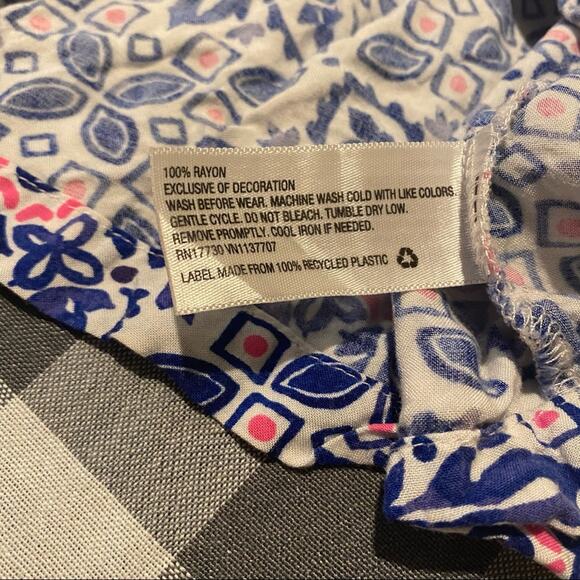 100% RAYON
EXCLUSIVE OF DECORATION
WASH BEFORE WEAR. MACHINE WASH COLD WITH LIKE COLORS.
GENTLE CYCLE. DO NOT BLEACH. TUMBLE DRY LOW.
REMOVE PROMPTLY. COOL IRON IF NEEDED.
RN17730 VN1137707
LABEL MADE FROM 100% RECYCLED PLASTIC